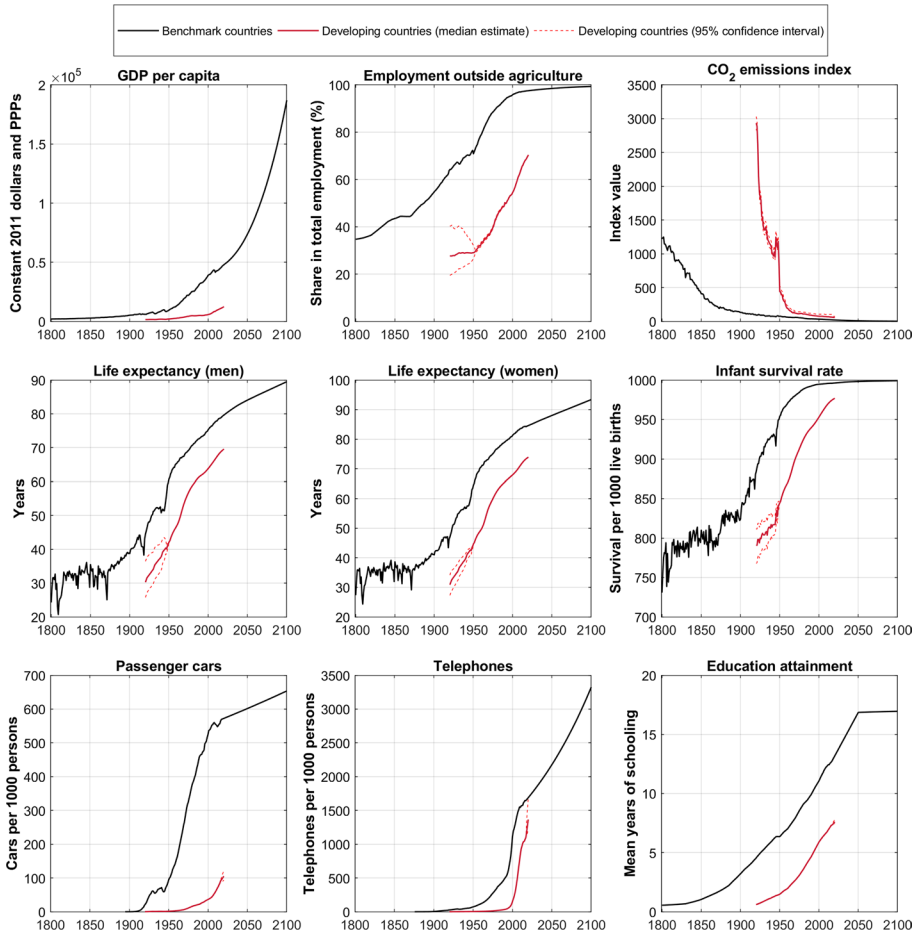 Benchmark countries Developing countries (median estimate) Developing countries (95% confidence interval)
GDP per capita
×10⁵
Constant 2011 dollars and PPPs
2
1.5
1
0.5
0
1800 1850 1900 1950 2000 2050 2100
Employment outside agriculture
Share in total employment (%)
100
80
60
40
20
0
1800 1850 1900 1950 2000 2050 2100
CO₂ emissions index
Index value
3500
3000
2500
2000
1500
1000
500
0
1800 1850 1900 1950 2000 2050 2100
Life expectancy (men)
Years
90
80
70
60
50
40
30
20
1800 1850 1900 1950 2000 2050 2100
Life expectancy (women)
Years
100
90
80
70
60
50
40
30
20
1800 1850 1900 1950 2000 2050 2100
Infant survival rate
Survival per 1000 live births
1000
950
900
850
800
750
700
1800 1850 1900 1950 2000 2050 2100
Passenger cars
Cars per 1000 persons
700
600
500
400
300
200
100
0
1800 1850 1900 1950 2000 2050 2100
Telephones
Telephones per 1000 persons
3500
3000
2500
2000
1500
1000
500
0
1800 1850 1900 1950 2000 2050 2100
Education attainment
Mean years of schooling
20
15
10
5
0
1800 1850 1900 1950 2000 2050 2100